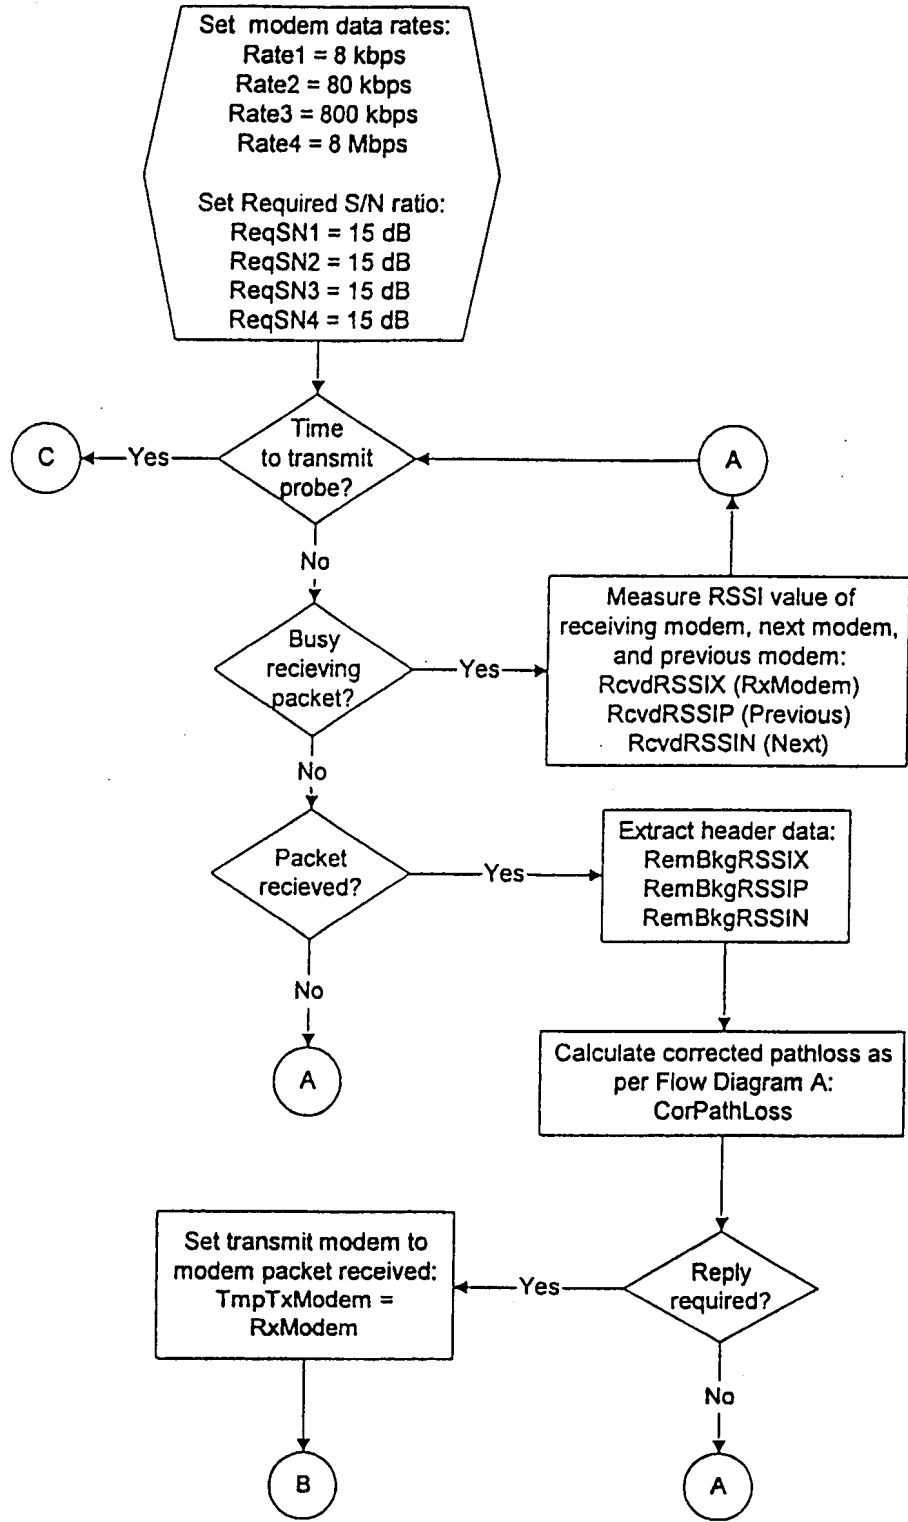 Set modem data rates:
Rate1 = 8 kbps
Rate2 = 80 kbps
Rate3 = 800 kbps
Rate4 = 8 Mbps
Set Required S/N ratio:
ReqSN1 = 15 dB
ReqSN2 = 15 dB
ReqSN3 = 15 dB
ReqSN4 = 15 dB
Time
to transmit
probe?
Yes
C
A
No
Busy
recieving
packet?
Yes
Measure RSSI value of
receiving modem, next modem,
and previous modem:
RcvdRSSIX (RxModem)
RcvdRSSIP (Previous)
RcvdRSSIN (Next)
No
Packet
recieved?
Yes
Extract header data:
RemBkgRSSIX
RemBkgRSSIP
RemBkgRSSIN
No
A
Calculate corrected pathloss as
per Flow Diagram A:
CorPathLoss
Reply
required?
Yes
Set transmit modem to
modem packet received:
TmpTxModem =
RxModem
No
B
A